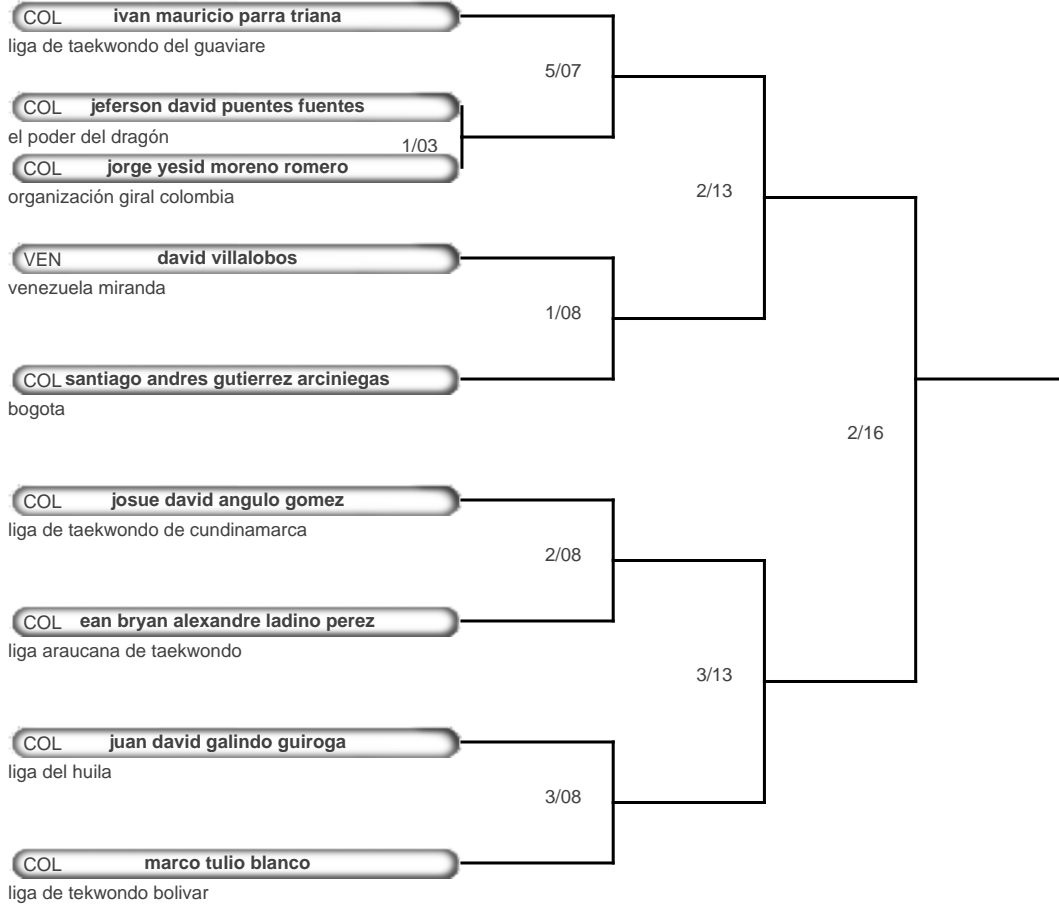 COL ivan mauricio parra triana
liga de taekwondo del guaviare
5/07
COL jeferson david puentes fuentes
el poder del dragón
1/03
COL jorge yesid moreno romero
organización giral colombia
2/13
VEN david villalobos
venezuela miranda
1/08
COL santiago andres gutierrez arciniegas
bogota
2/16
COL josue david angulo gomez
liga de taekwondo de cundinamarca
2/08
COL ean bryan alexandre ladino perez
liga araucana de taekwondo
3/13
COL juan david galindo guiroga
liga del huila
3/08
COL marco tulio blanco
liga de tekwondo bolivar